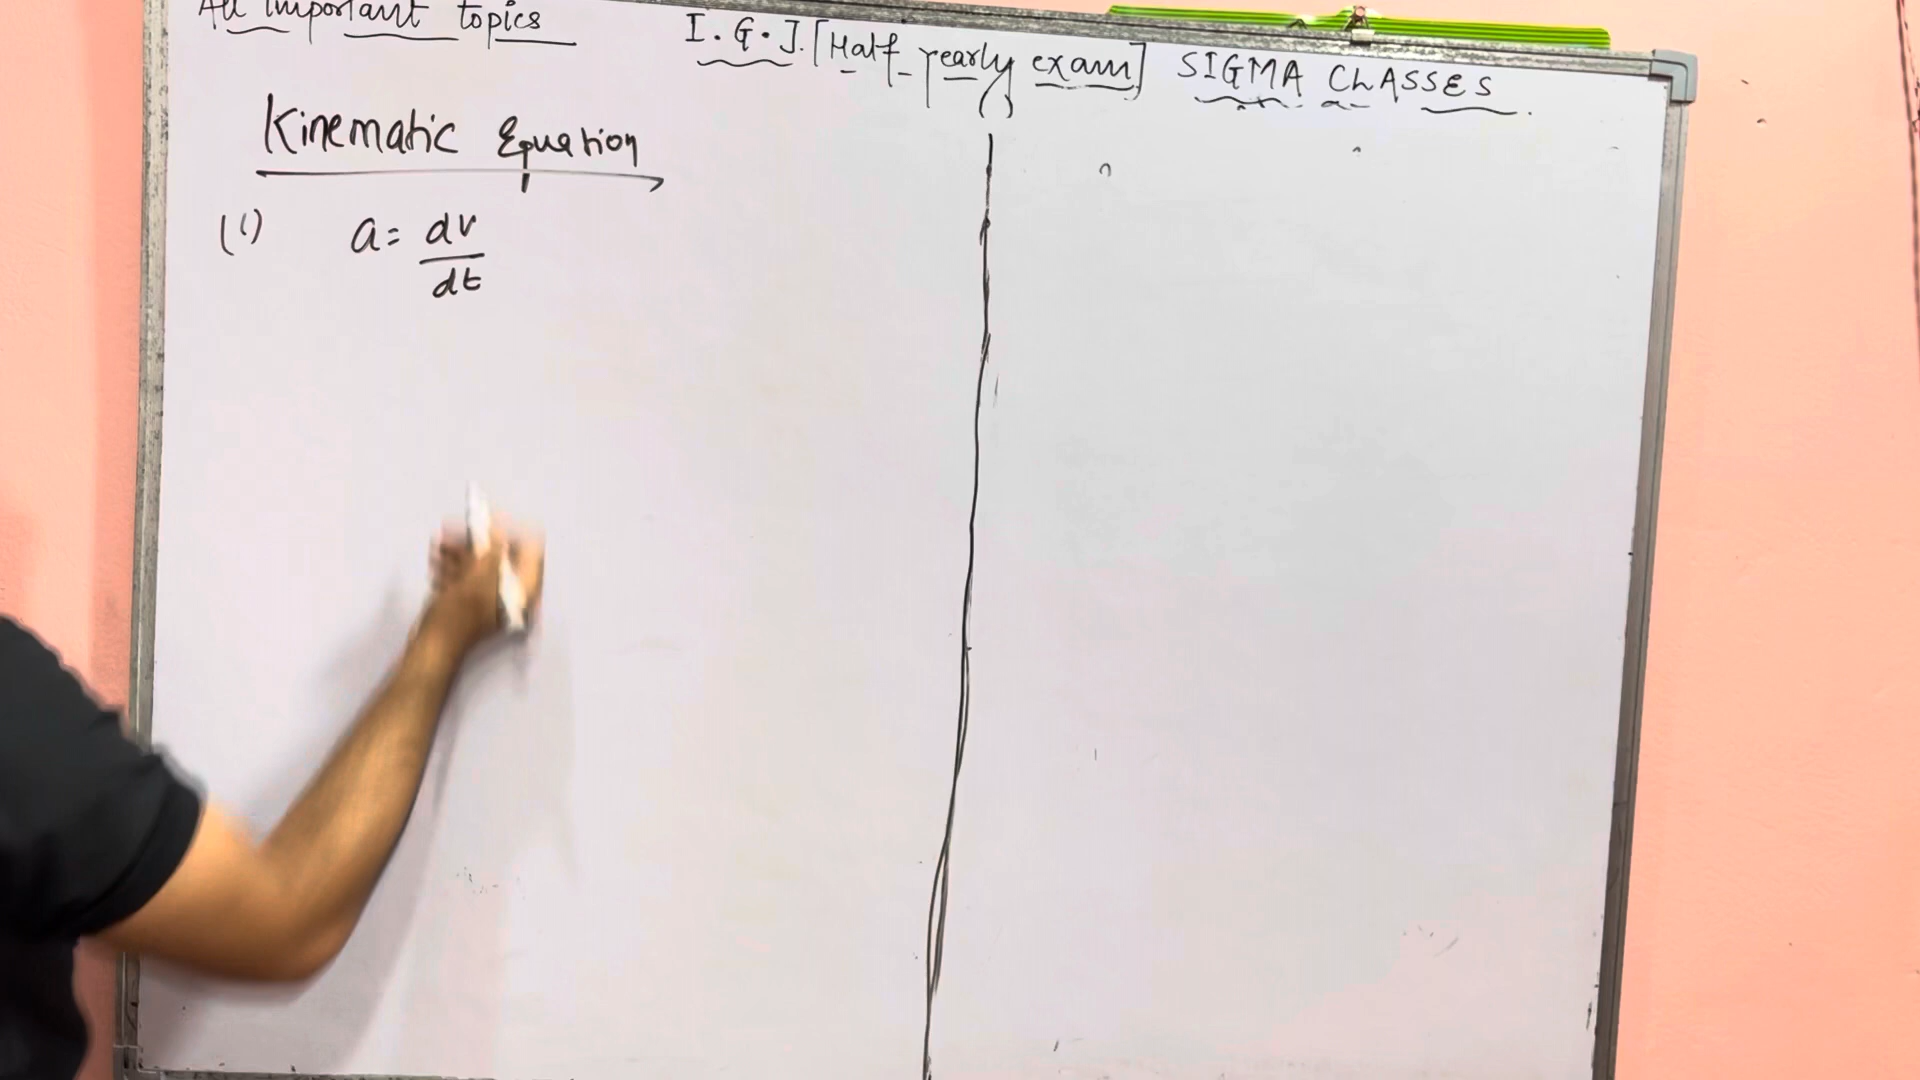 All important topics
I.G.J. [Half yearly exam] SIGMA CLASSES
Kinematic Equation
(1) a = dv
dt